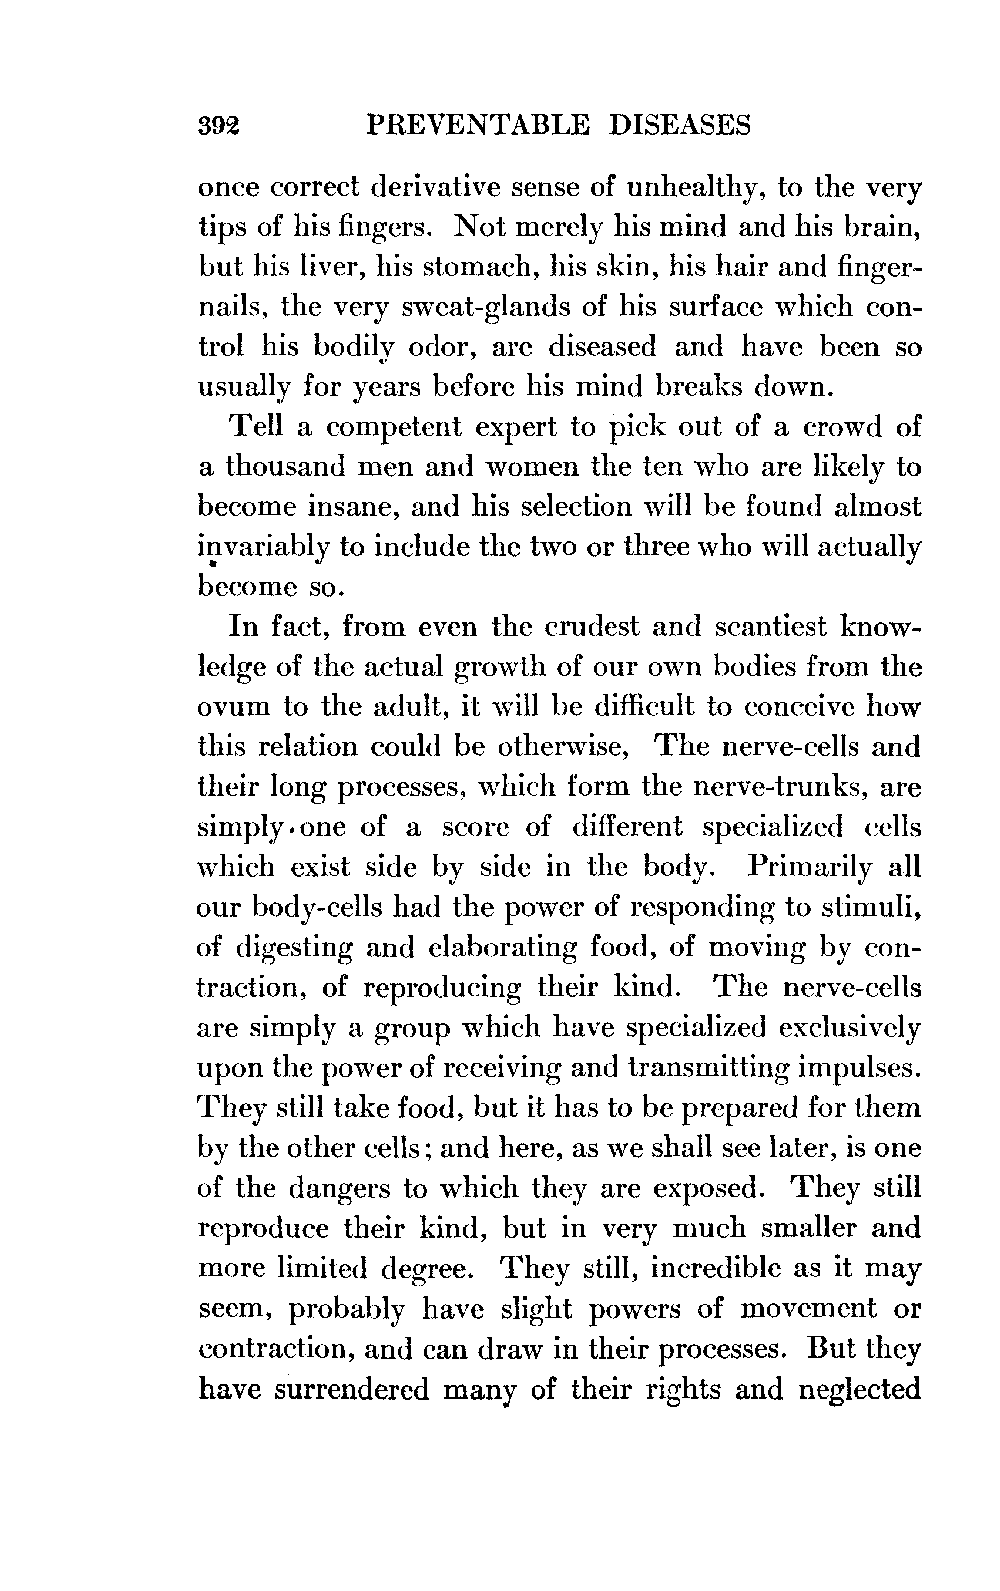 392 PREVENTABLE DISEASES
once correct derivative sense of unhealthy, to the very
tips of his fingers. Not merely his mind and his brain,
but his liver, his stomach, his skin, his hair and finger-
nails, the very sweat-glands of his surface which con-
trol his bodily odor, are diseased and have been so
usually for years before his mind breaks down.
Tell a competent expert to pick out of a crowd of
a thousand men and women the ten who are likely to
become insane, and his selection will be found almost
invariably to include the two or three who will actually
become so.
In fact, from even the crudest and scantiest know-
ledge of the actual growth of our own bodies from the
ovum to the adult, it will be difficult to conceive how
this relation could be otherwise, The nerve-cells and
their long processes, which form the nerve-trunks, are
simply one of a score of different specialized cells
which exist side by side in the body. Primarily all
our body-cells had the power of responding to stimuli,
of digesting and elaborating food, of moving by con-
traction, of reproducing their kind. The nerve-cells
are simply a group which have specialized exclusively
upon the power of receiving and transmitting impulses.
They still take food, but it has to be prepared for them
by the other cells; and here, as we shall see later, is one
of the dangers to which they are exposed. They still
reproduce their kind, but in very much smaller and
more limited degree. They still, incredible as it may
seem, probably have slight powers of movement or
contraction, and can draw in their processes. But they
have surrendered many of their rights and neglected